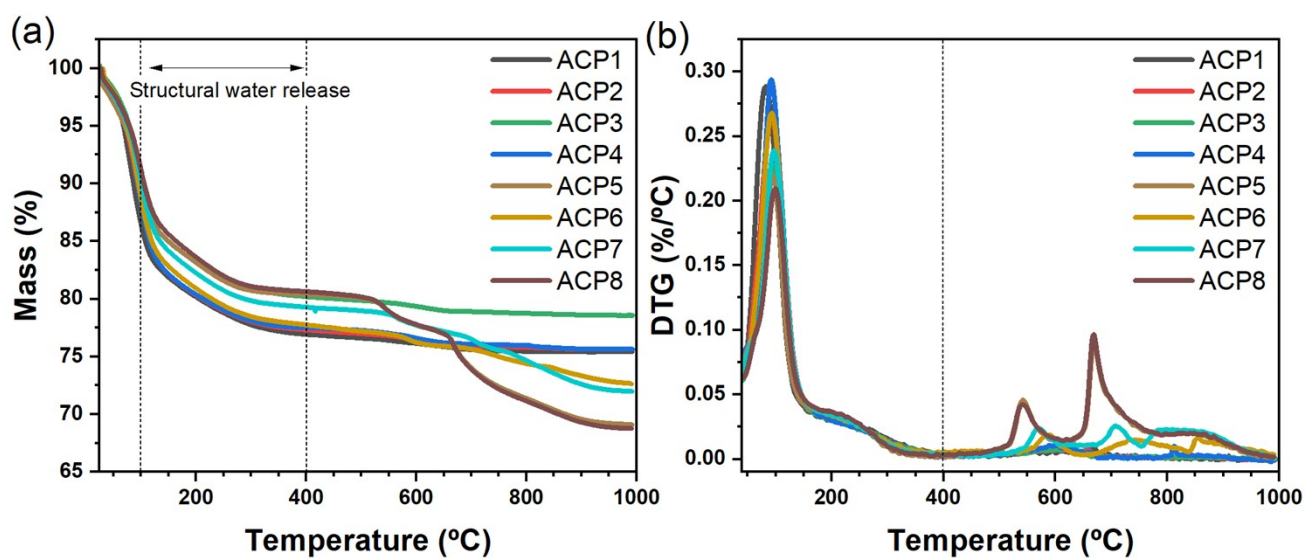 (a)
Structural water release
ACP1
ACP2
ACP3
ACP4
ACP5
ACP6
ACP7
ACP8
100
95
90
85
80
75
70
65
Mass (%)
200
400
600
800
1000
Temperature (ºC)
(b)
ACP1
ACP2
ACP3
ACP4
ACP5
ACP6
ACP7
ACP8
0.30
0.25
0.20
0.15
0.10
0.05
0.00
DTG (%/ºC)
200
400
600
800
1000
Temperature (ºC)